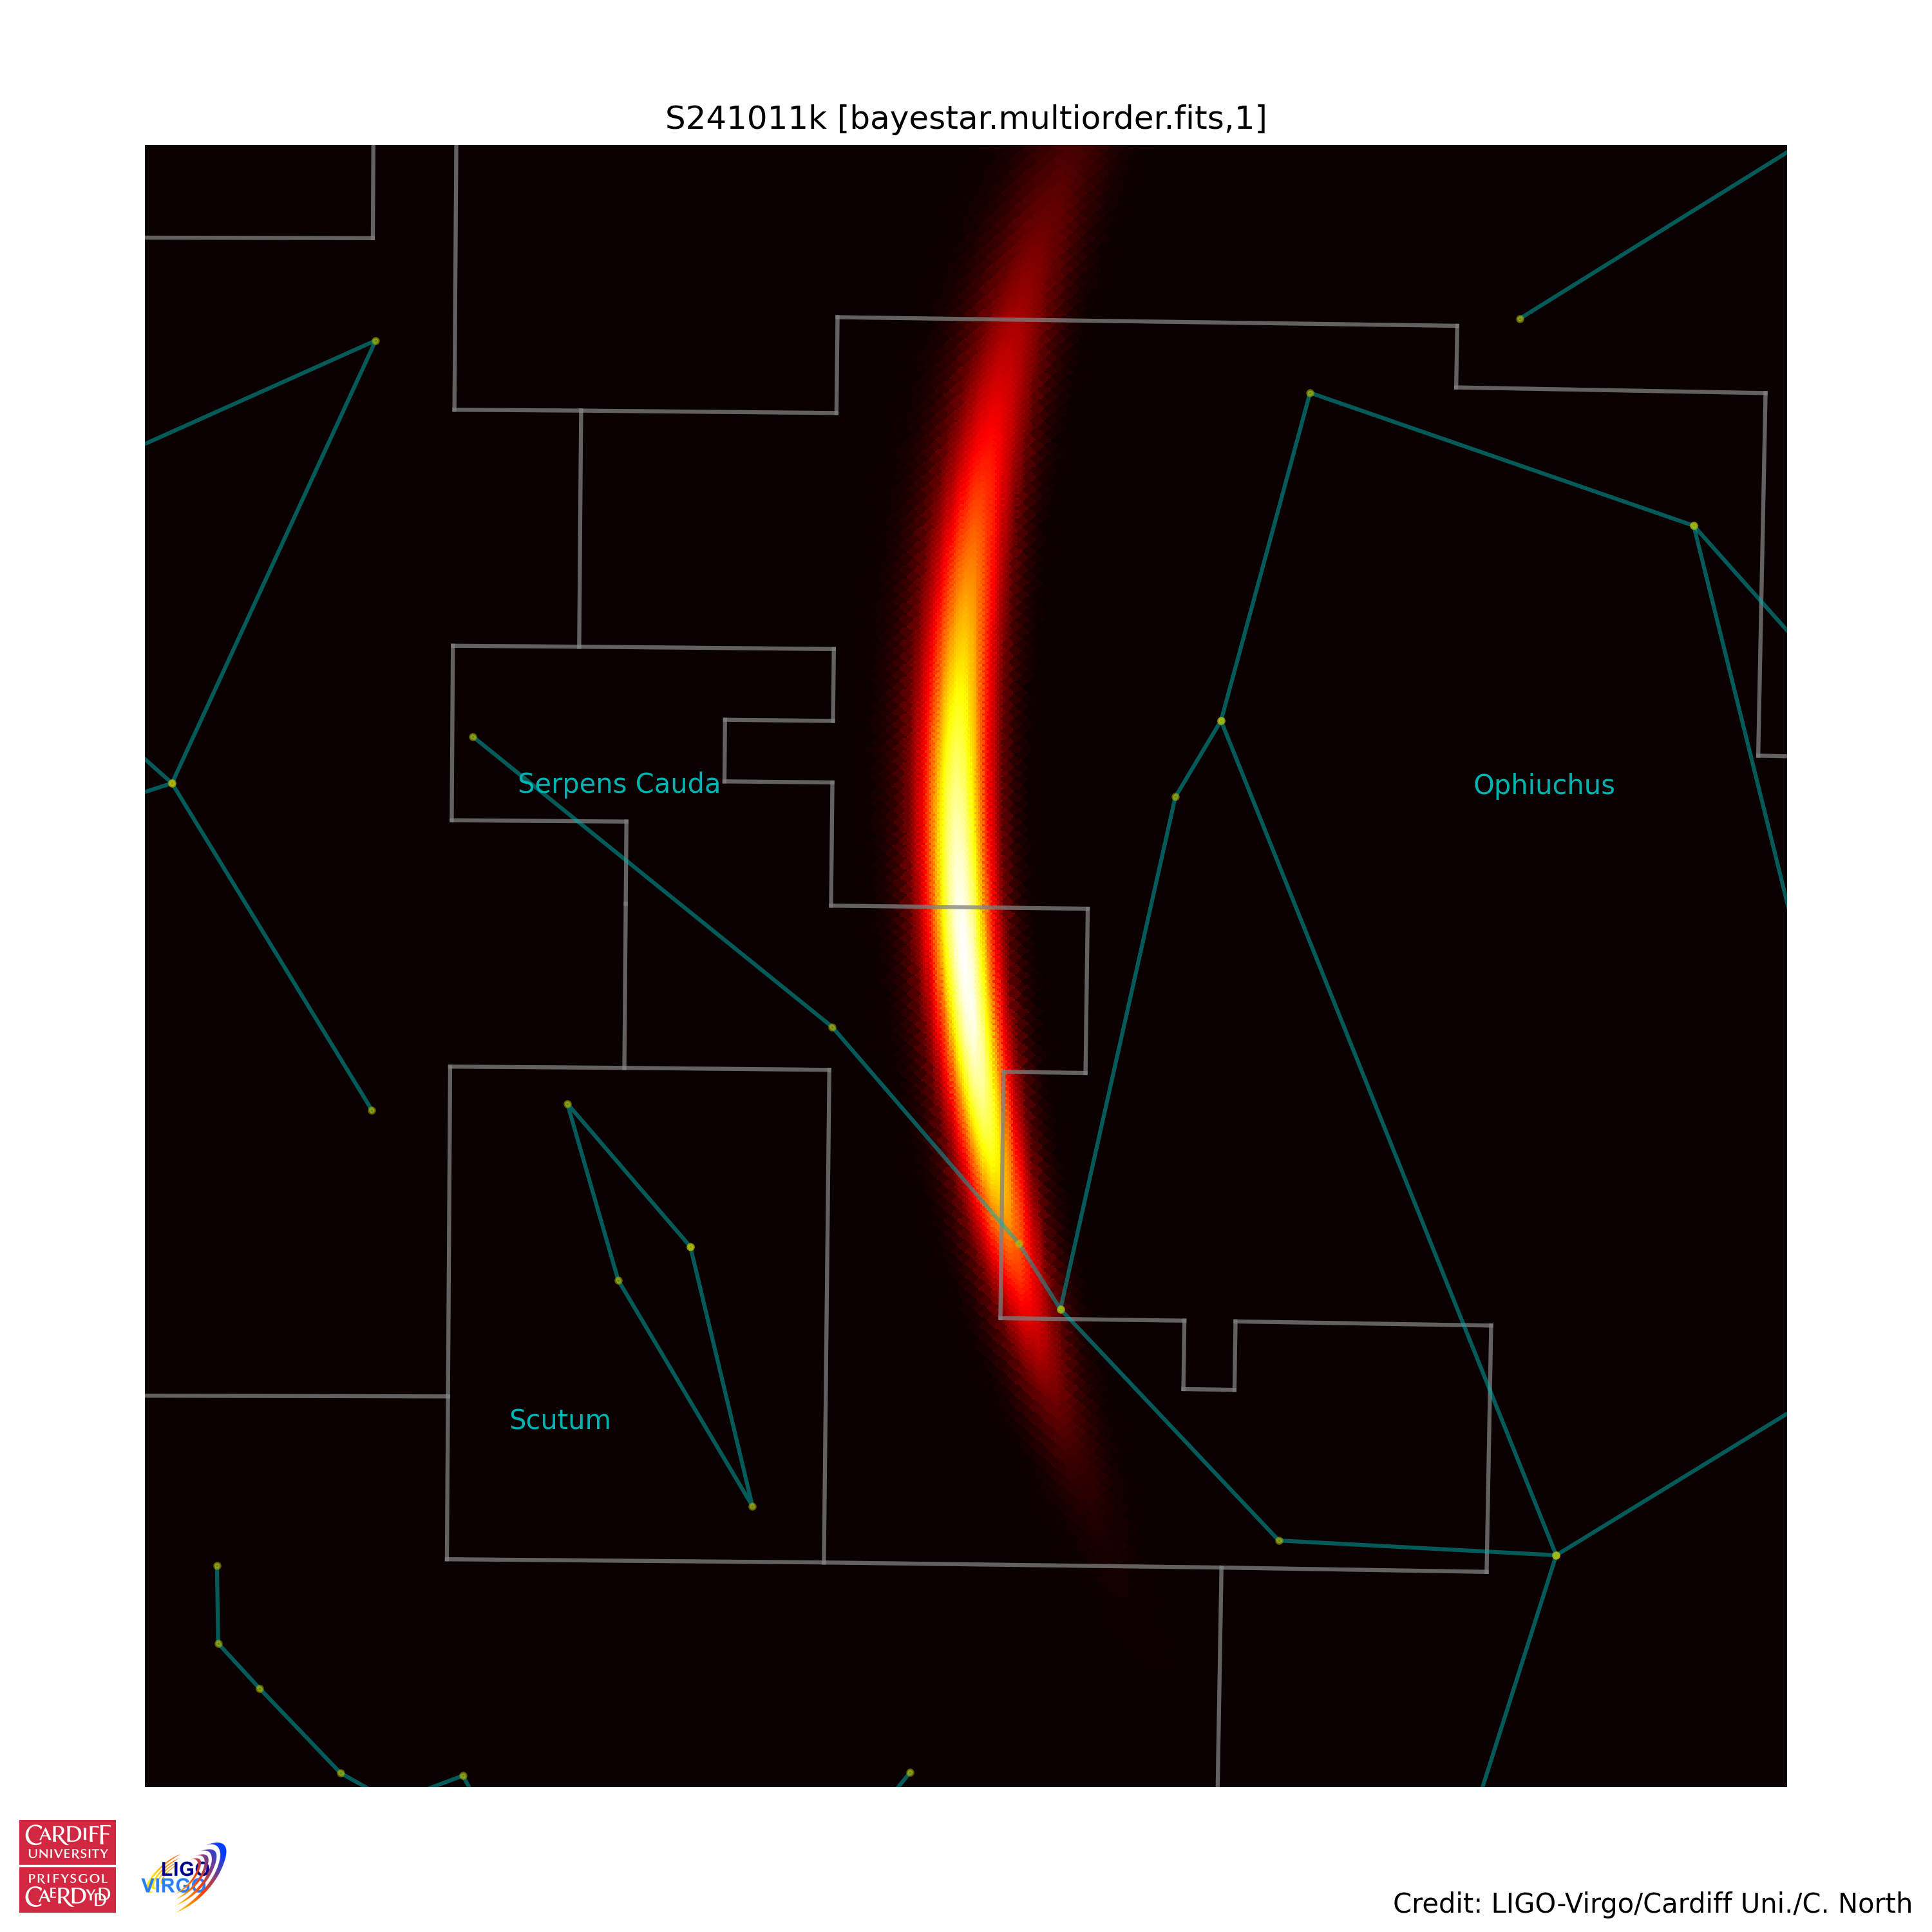 S241011k [bayestar.multiorder.fits,1]
Serpens Cauda
Ophiuchus
Scutum
CARDIFF
UNIVERSITY
PRIFYSGOL
CAERDYDD
LIGO
VIRGO
Credit: LIGO-Virgo/Cardiff Uni./C. North